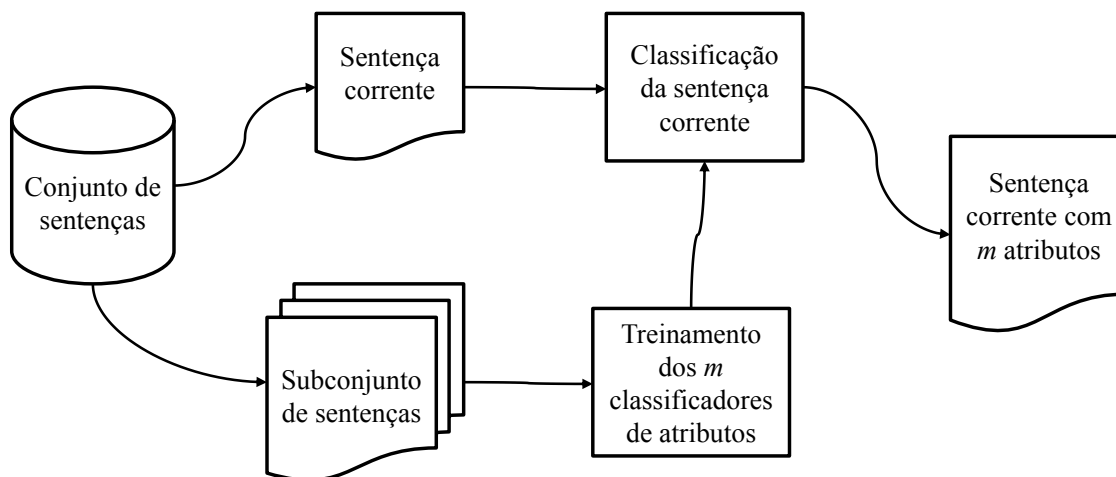 Conjunto de
sentenças
Sentença
corrente
Classificação
da sentença
corrente
Sentença
corrente com
m atributos
Subconjunto
de sentenças
Treinamento
dos m
classificadores
de atributos